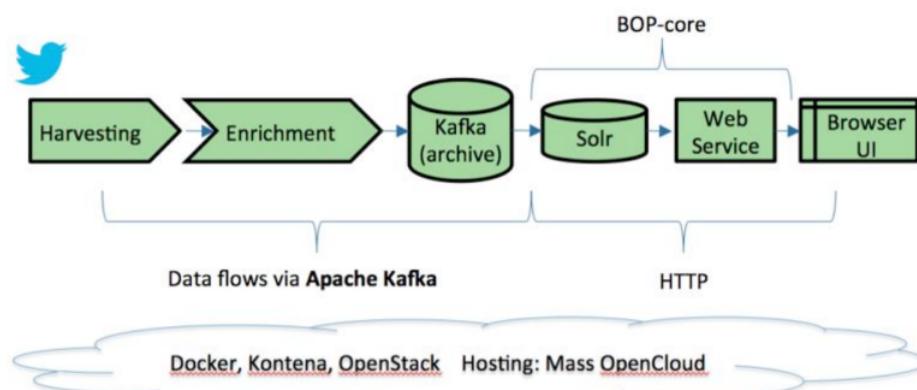 BOP-core
Harvesting
Enrichment
Kafka
(archive)
Solr
Web
Service
Browser
UI
Data flows via Apache Kafka
HTTP
Docker, Kontena, OpenStack Hosting: Mass OpenCloud